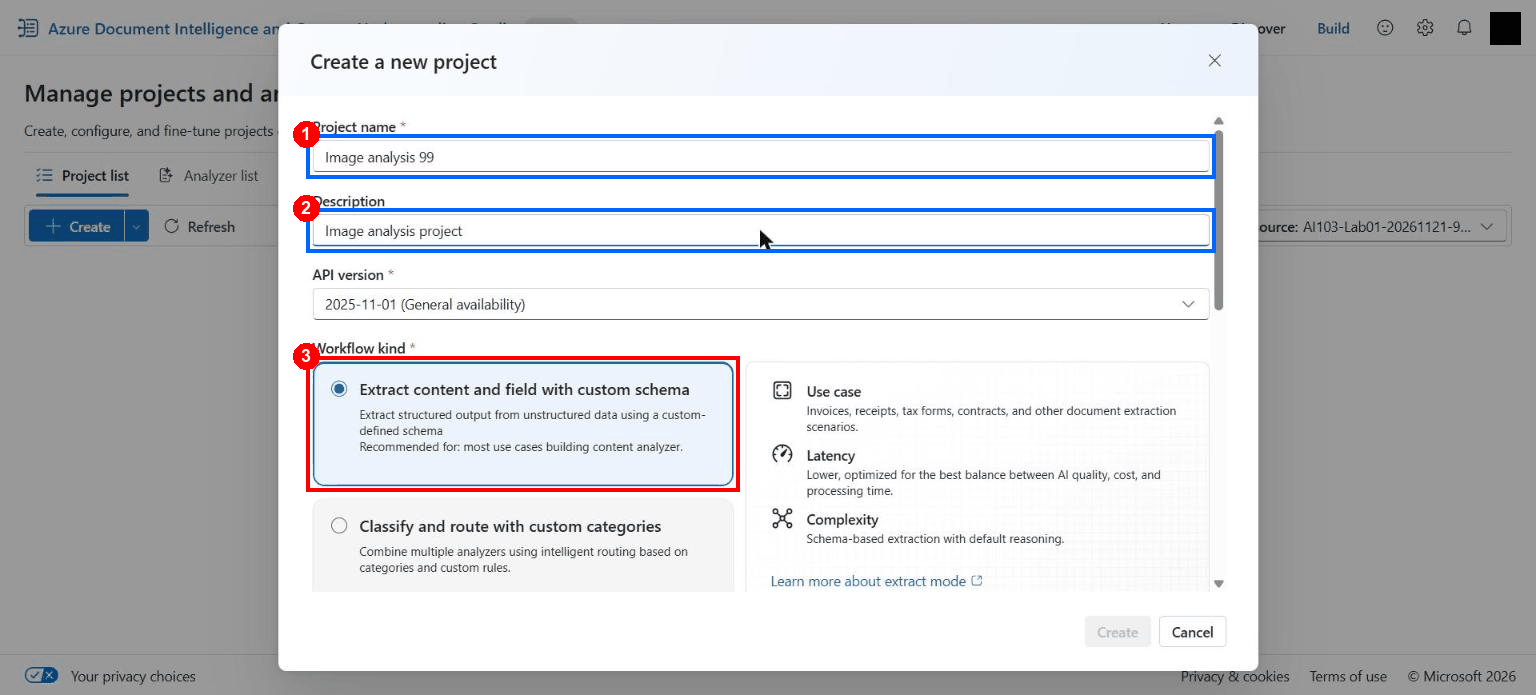 Azure Document Intelligence an
over
Build
Create a new project
Manage projects and a
Create, configure, and fine-tune projects
Project list
Analyzer list
Create
Refresh
ource: AI103-Lab01-20261121-9...
1
Project name *
Image analysis 99
2
Description
Image analysis project
API version *
2025-11-01 (General availability)
3
Workflow kind *
Extract content and field with custom schema
Extract structured output from unstructured data using a custom-
defined schema
Recommended for: most use cases building content analyzer.
Classify and route with custom categories
Combine multiple analyzers using intelligent routing based on
categories and custom rules.
Use case
Invoices, receipts, tax forms, contracts, and other document extraction
scenarios.
Latency
Lower, optimized for the best balance between AI quality, cost, and
processing time.
Complexity
Schema-based extraction with default reasoning.
Learn more about extract mode
Create
Cancel
Your privacy choices
Privacy & cookies
Terms of use
© Microsoft 2026